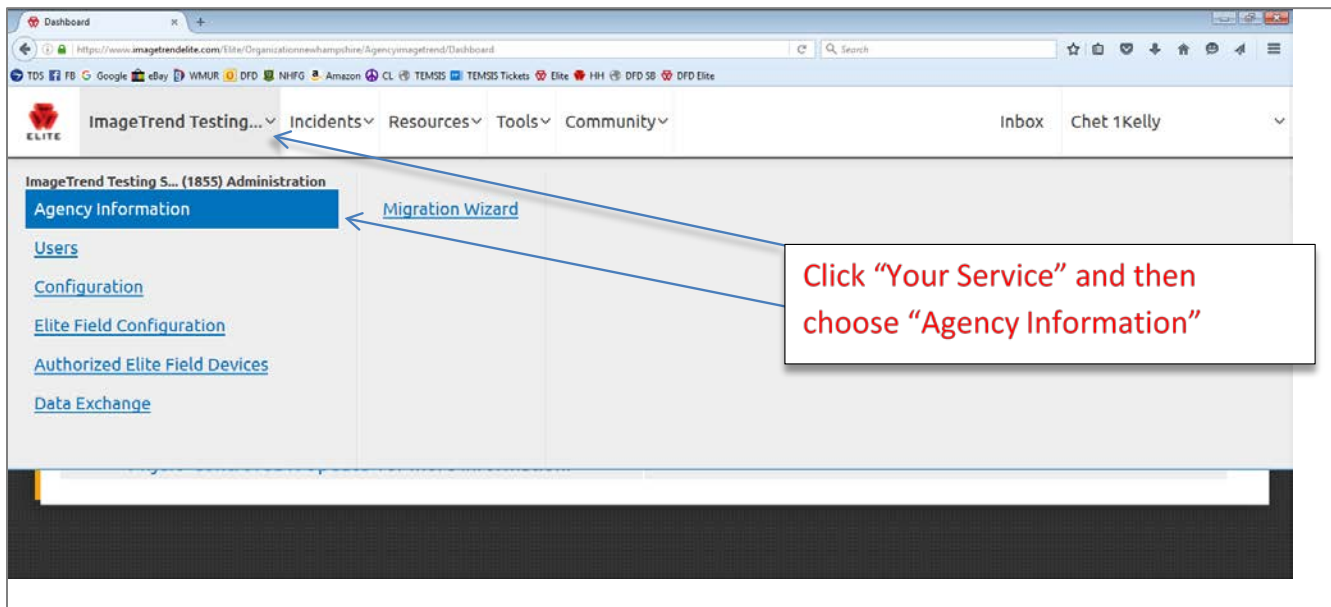 Dashboard
https://www.imagetrendelite.com/Elite/Organizationnewhampshire/Agencyimagetrend/Dashboard
Search
TDS FB Google eBay WMUR DFD NHFG Amazon CL TEMSIS TEMSIS Tickets Elite HH DFD S8 DFD Elite
ELITE ImageTrend Testing... Incidents Resources Tools Community Inbox Chet 1Kelly
ImageTrend Testing S... (1855) Administration
Agency Information Migration Wizard
Users
Configuration
Elite Field Configuration
Authorized Elite Field Devices
Data Exchange
Click “Your Service” and then
choose “Agency Information”